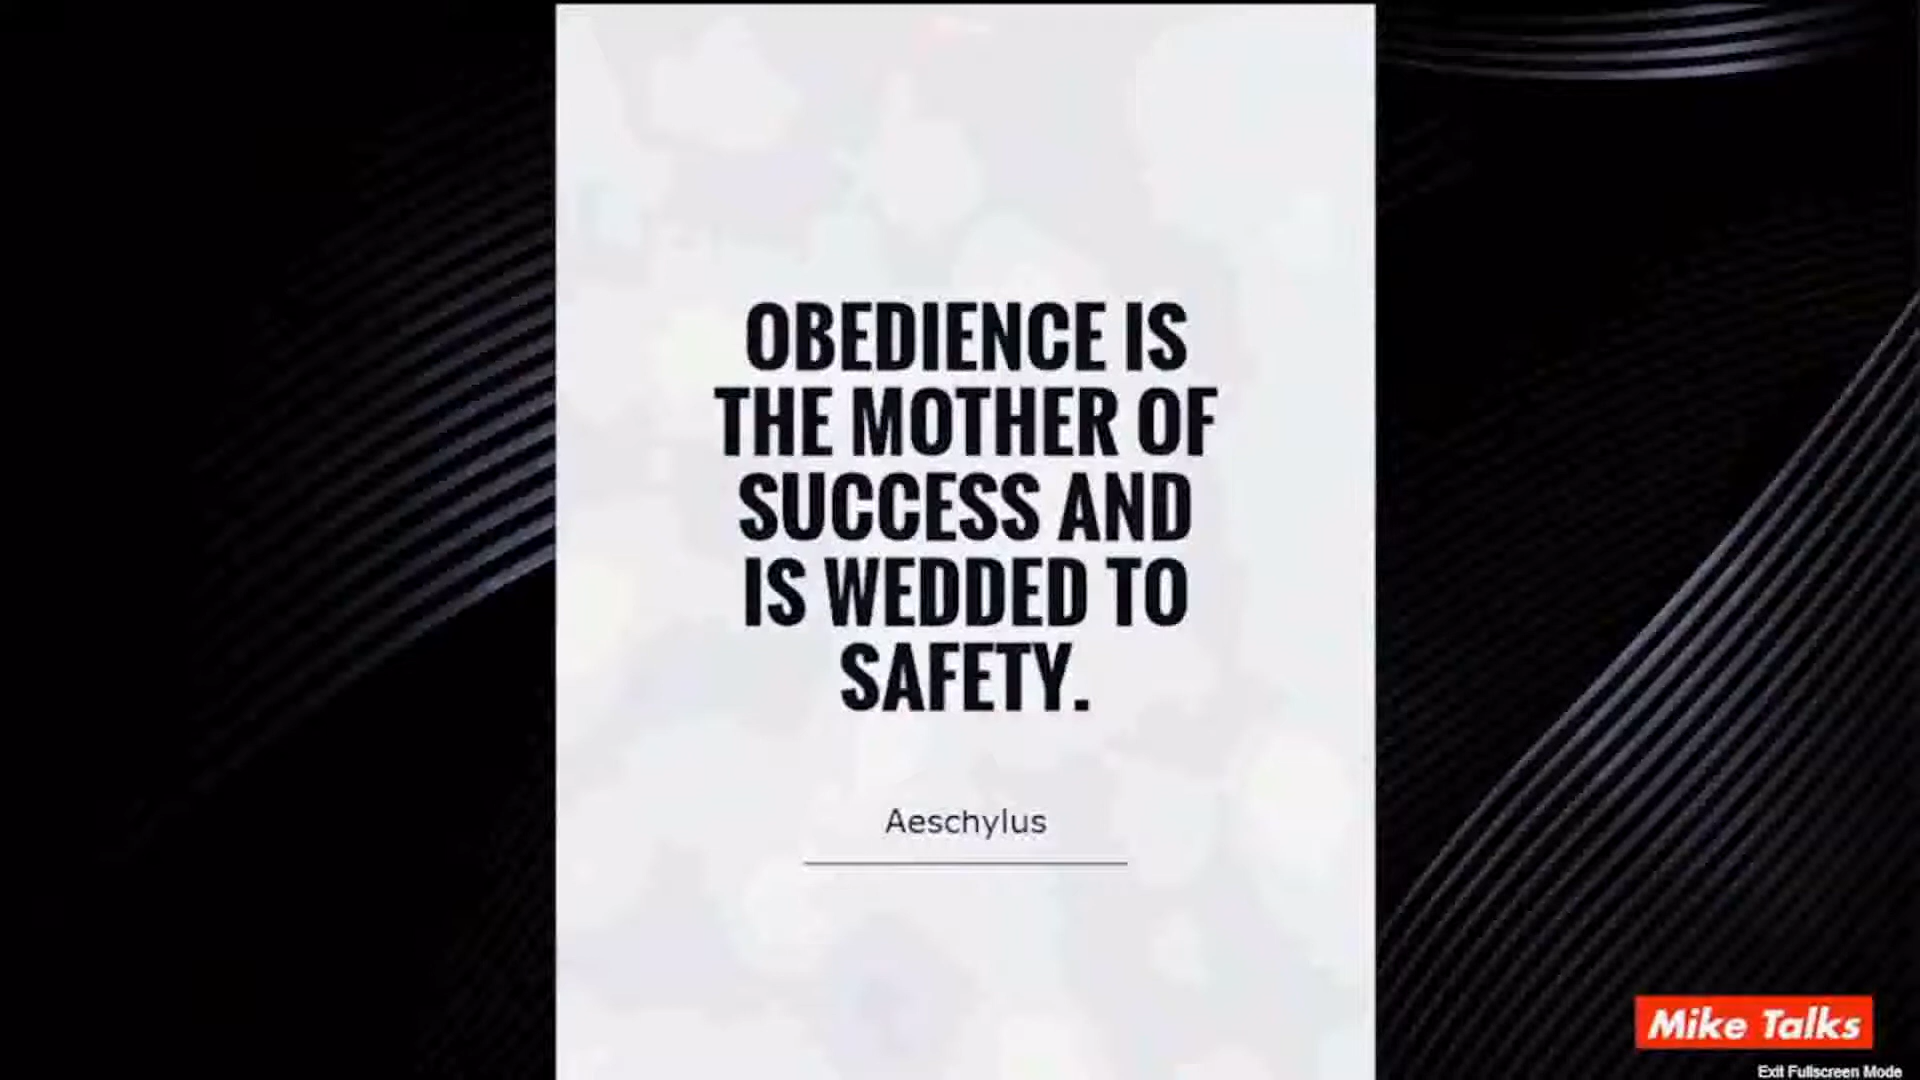 OBEDIENCE IS
THE MOTHER OF
SUCCESS AND
IS WEDDED TO
SAFETY.
Aeschylus
Mike Talks
Exit Fullscreen Mode